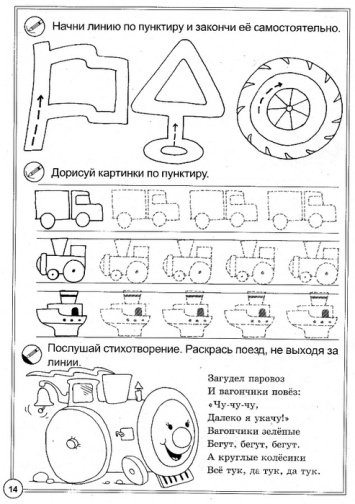 Начни линию по пунктиру и закончи её самостоятельно.
Дорисуй картинки по пунктиру.
Послушай стихотворение. Раскрась поезд, не выходя за
линии.
Загудел паровоз
И вагончики повёз:
«Чу-чу-чу,
Далеко я укачу!»
Вагончики зелёные
Бегут, бегут, бегут.
А круглые колёсики
Всё тук, да тук, да тук.
14